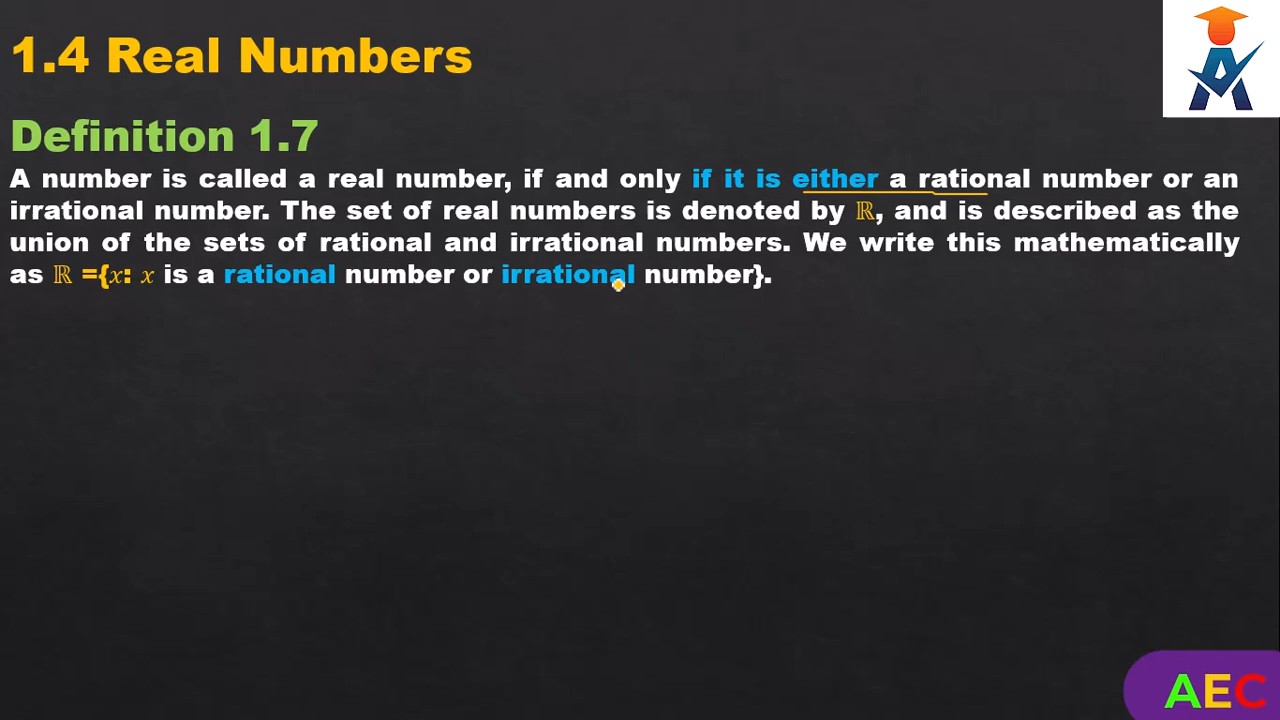 1.4 Real Numbers
Definition 1.7
A number is called a real number, if and only if it is either a rational number or an
irrational number. The set of real numbers is denoted by ℝ, and is described as the
union of the sets of rational and irrational numbers. We write this mathematically
as ℝ ={𝑥: 𝑥 is a rational number or irrational number}.
AEC